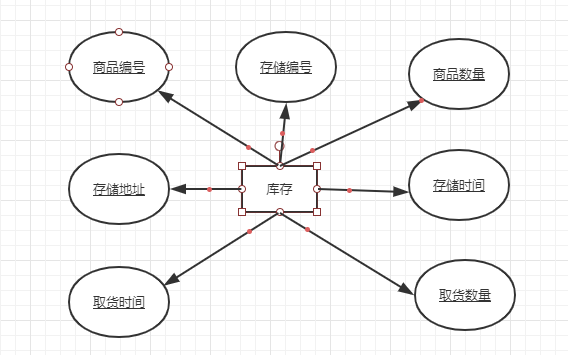 商品编号
存储编号
商品数量
存储地址
库存
存储时间
取货时间
取货数量